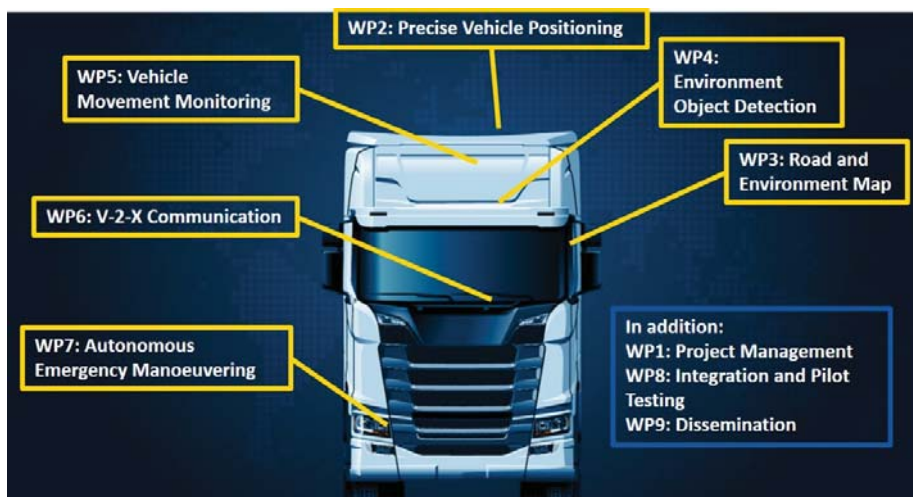 WP2: Precise Vehicle Positioning
WP5: Vehicle
Movement Monitoring
WP4:
Environment
Object Detection
WP3: Road and
Environment Map
WP6: V-2-X Communication
WP7: Autonomous
Emergency Manoeuvering
In addition:
WP1: Project Management
WP8: Integration and Pilot
Testing
WP9: Dissemination